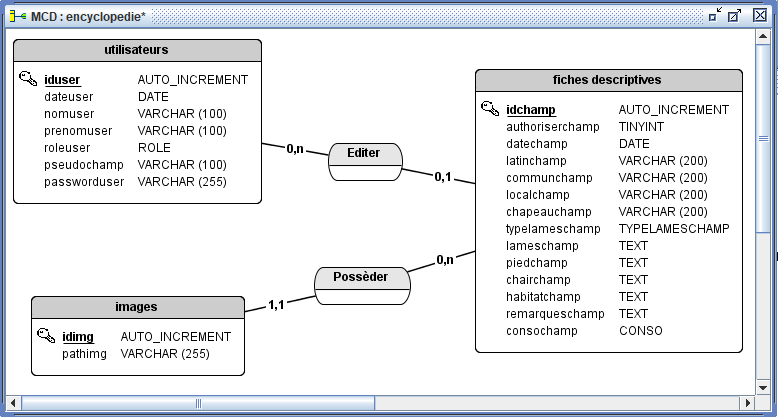 MCD : encyclopedie*
utilisateurs
iduser AUTO_INCREMENT
dateuser DATE
nomuser VARCHAR (100)
prenomuser VARCHAR (100)
roleuser ROLE
pseudochamp VARCHAR (100)
passworduser VARCHAR (255)
0,n
Editer
0,1
fiches descriptives
idchamp AUTO_INCREMENT
authoriserchamp TINYINT
datechamp DATE
latinchamp VARCHAR (200)
communchamp VARCHAR (200)
localchamp VARCHAR (200)
chapeauchamp VARCHAR (200)
typelameschamp TYPELAMESCHAMP
lameschamp TEXT
piedchamp TEXT
chairchamp TEXT
habitatchamp TEXT
remarqueschamp TEXT
consochamp CONSO
0,n
Possèder
1,1
images
idimg AUTO_INCREMENT
pathimg VARCHAR (255)